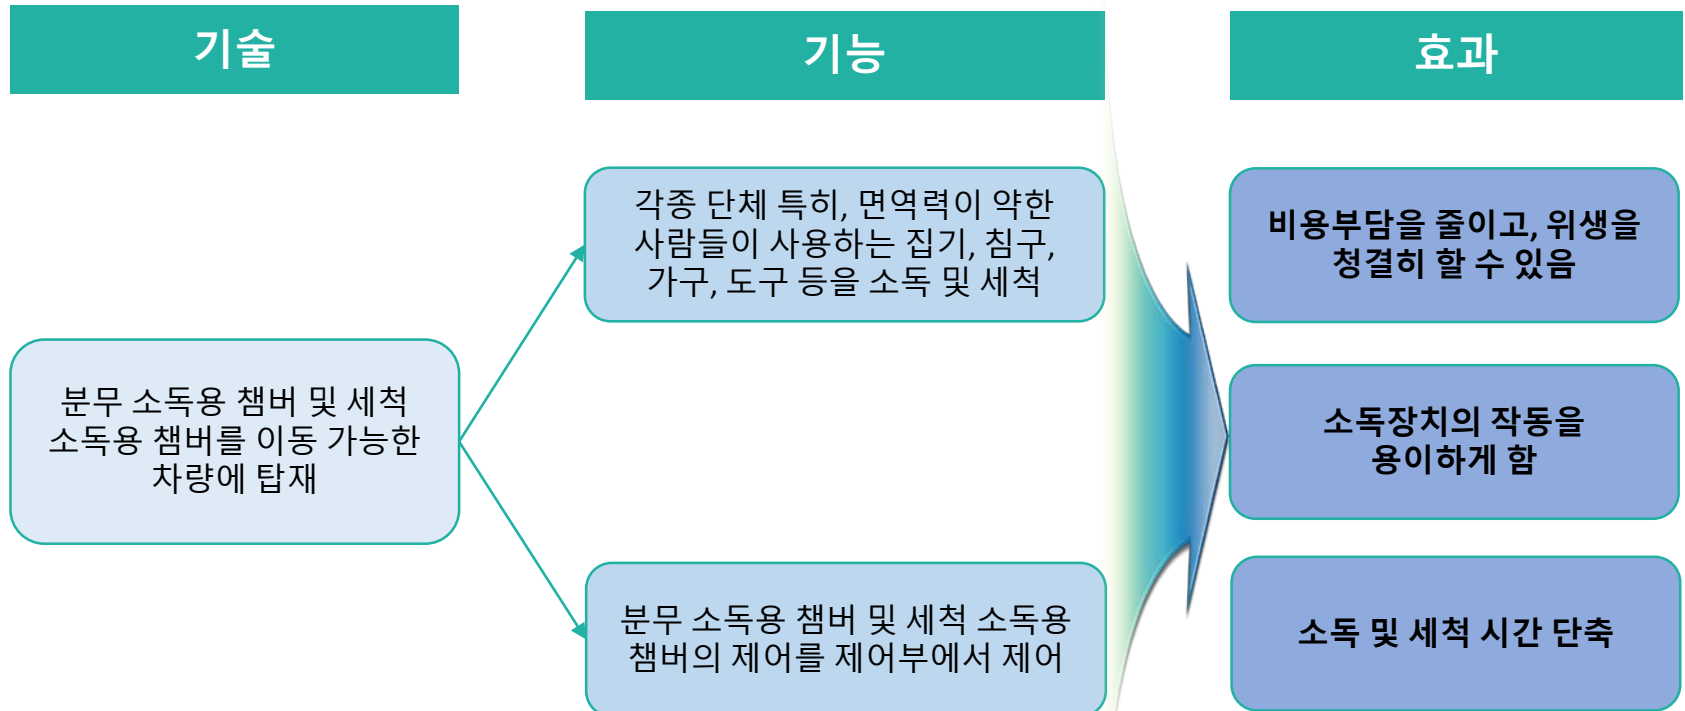 기술
기능
효과
분무 소독용 챔버 및 세척
소독용 챔버를 이동 가능한
차량에 탑재
각종 단체 특히, 면역력이 약한
사람들이 사용하는 집기, 침구,
가구, 도구 등을 소독 및 세척
분무 소독용 챔버 및 세척 소독용
챔버의 제어를 제어부에서 제어
비용부담을 줄이고, 위생을
청결히 할 수 있음
소독장치의 작동을
용이하게 함
소독 및 세척 시간 단축